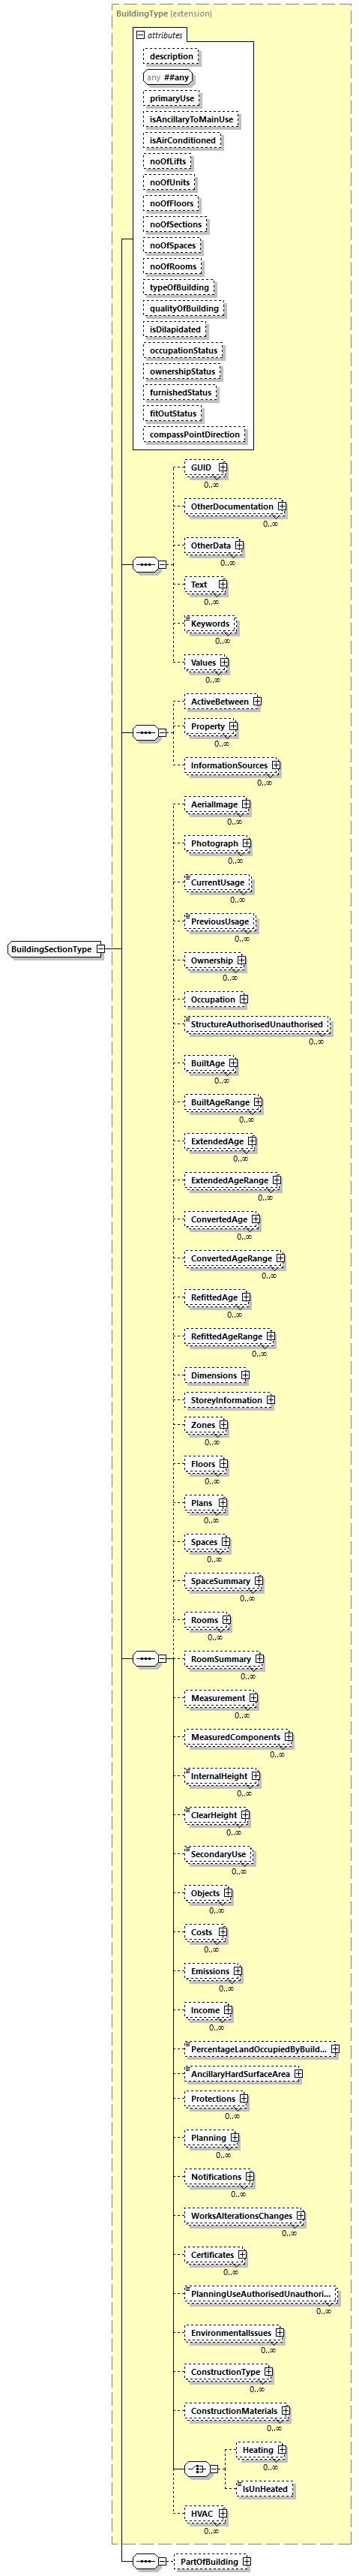 BuildingType (extension)
attributes
description
any ##any
primaryUse
isAncillaryToMainUse
isAirConditioned
noOfLifts
noOfUnits
noOfFloors
noOfSections
noOfSpaces
noOfRooms
typeOfBuilding
qualityOfBuilding
isDilapidated
occupationStatus
ownershipStatus
furnishedStatus
fitOutStatus
compassPointDirection
GUID
0..∞
OtherDocumentation
0..∞
OtherData
0..∞
Text
0..∞
Keywords
0..∞
Values
0..∞
ActiveBetween
Property
0..∞
InformationSources
0..∞
AerialImage
0..∞
Photograph
0..∞
CurrentUsage
0..∞
PreviousUsage
0..∞
BuildingSectionType
Ownership
0..∞
Occupation
StructureAuthorisedUnauthorised
0..∞
BuiltAge
0..∞
BuiltAgeRange
0..∞
ExtendedAge
0..∞
ExtendedAgeRange
0..∞
ConvertedAge
0..∞
ConvertedAgeRange
0..∞
RefittedAge
0..∞
RefittedAgeRange
0..∞
Dimensions
StoreyInformation
Zones
0..∞
Floors
0..∞
Plans
0..∞
Spaces
0..∞
SpaceSummary
0..∞
Rooms
0..∞
RoomSummary
0..∞
Measurement
0..∞
MeasuredComponents
0..∞
InternalHeight
0..∞
ClearHeight
0..∞
SecondaryUse
0..∞
Objects
0..∞
Costs
0..∞
Emissions
0..∞
Income
0..∞
PercentageLandOccupiedByBuild...
AncillaryHardSurfaceArea
Protections
0..∞
Planning
0..∞
Notifications
0..∞
WorksAlterationsChanges
0..∞
Certificates
0..∞
PlanningUseAuthorisedUnauthori...
0..∞
EnvironmentalIssues
0..∞
ConstructionType
0..∞
ConstructionMaterials
0..∞
Heating
0..∞
IsUnHeated
HVAC
0..∞
PartOfBuilding